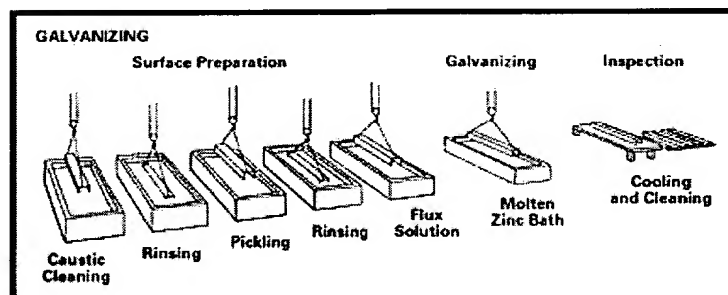 GALVANIZING
Surface Preparation
Galvanizing
Inspection
Caustic
Cleaning
Rinsing
Pickling
Rinsing
Flux
Solution
Molten
Zinc Bath
Cooling
and Cleaning